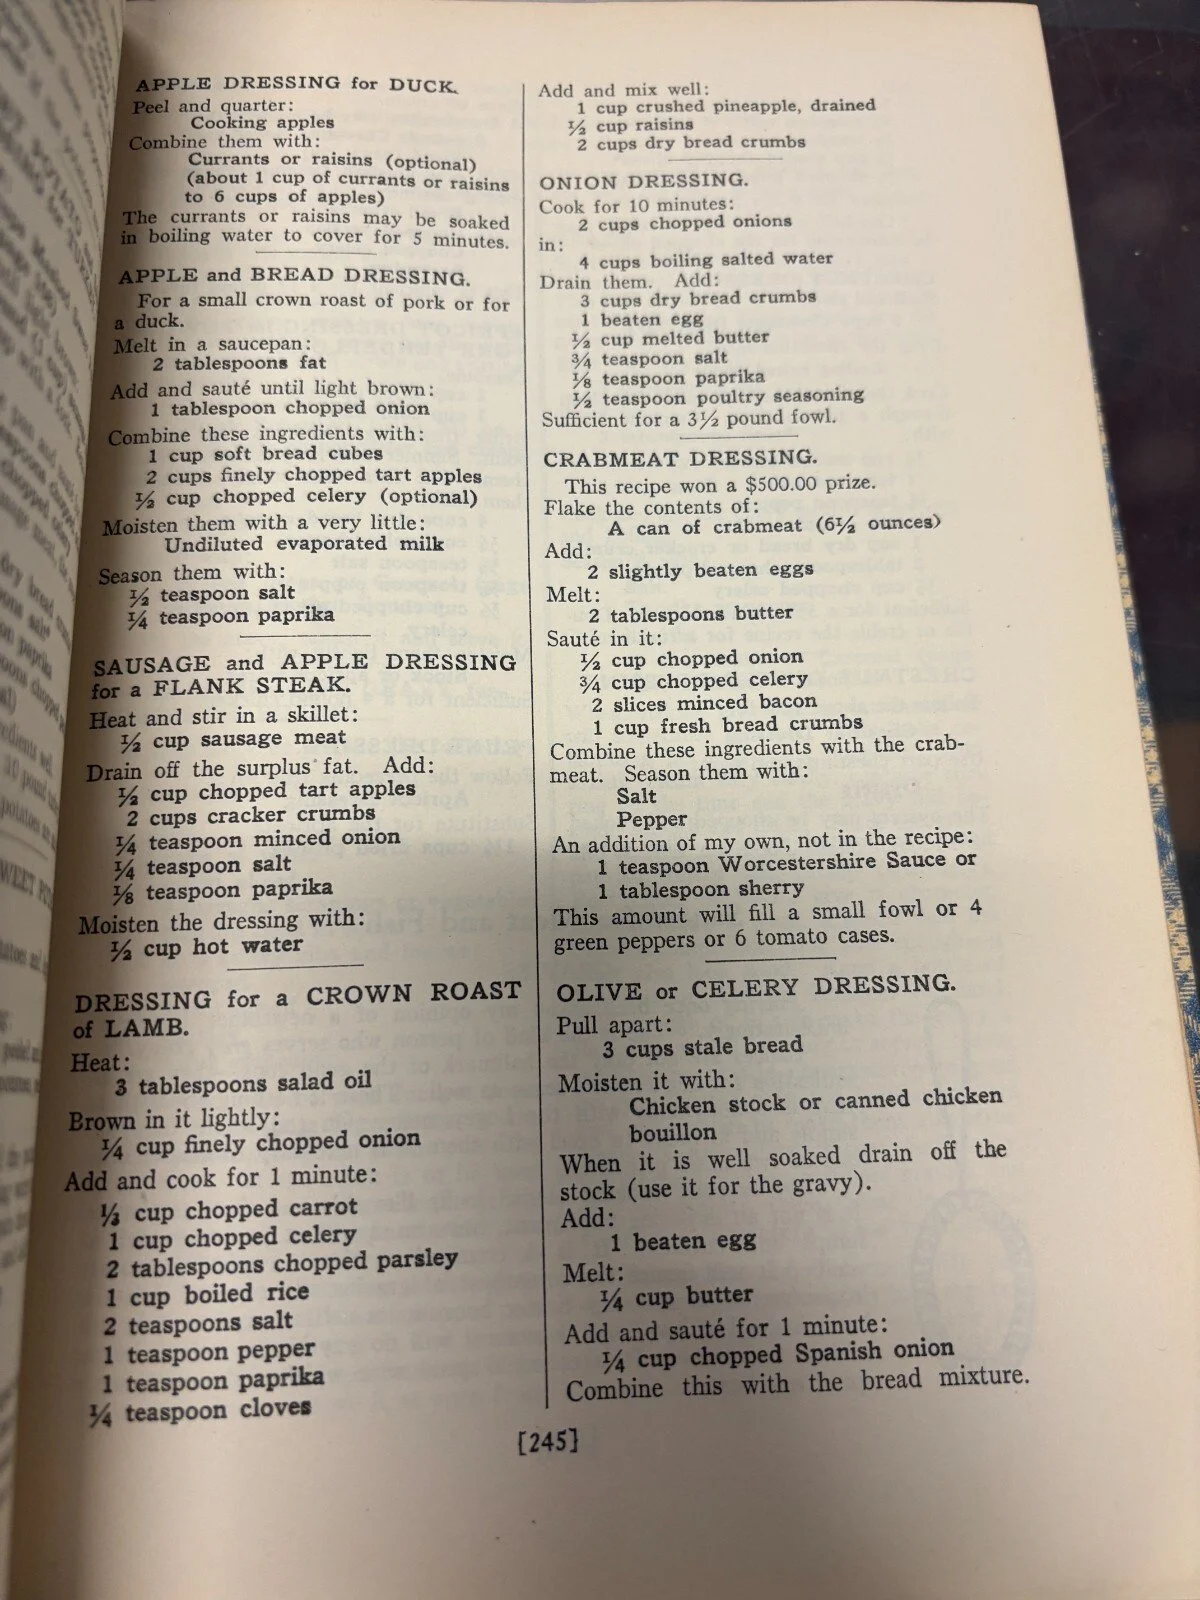 APPLE DRESSING for DUCK.
Peel and quarter:
Cooking apples
Combine them with:
Currants or raisins (optional)
(about 1 cup of currants or raisins
to 6 cups of apples)
The currants or raisins may be soaked
in boiling water to cover for 5 minutes.
APPLE and BREAD DRESSING.
For a small crown roast of pork or for
a duck.
Melt in a saucepan:
2 tablespoons fat
Add and sauté until light brown:
1 tablespoon chopped onion
Combine these ingredients with:
1 cup soft bread cubes
2 cups finely chopped tart apples
½ cup chopped celery (optional)
Moisten them with a very little:
Undiluted evaporated milk
Season them with:
½ teaspoon salt
¼ teaspoon paprika
SAUSAGE and APPLE DRESSING
for a FLANK STEAK.
Heat and stir in a skillet:
½ cup sausage meat
Drain off the surplus fat. Add:
½ cup chopped tart apples
2 cups cracker crumbs
¼ teaspoon minced onion
¼ teaspoon salt
⅛ teaspoon paprika
Moisten the dressing with:
½ cup hot water
DRESSING for a CROWN ROAST
of LAMB.
Heat:
3 tablespoons salad oil
Brown in it lightly:
¼ cup finely chopped onion
Add and cook for 1 minute:
⅓ cup chopped carrot
1 cup chopped celery
2 tablespoons chopped parsley
1 cup boiled rice
2 teaspoons salt
1 teaspoon pepper
1 teaspoon paprika
¼ teaspoon cloves
Add and mix well:
1 cup crushed pineapple, drained
½ cup raisins
2 cups dry bread crumbs
ONION DRESSING.
Cook for 10 minutes:
2 cups chopped onions
in:
4 cups boiling salted water
Drain them. Add:
3 cups dry bread crumbs
1 beaten egg
½ cup melted butter
¾ teaspoon salt
⅛ teaspoon paprika
½ teaspoon poultry seasoning
Sufficient for a 3½ pound fowl.
CRABMEAT DRESSING.
This recipe won a $500.00 prize.
Flake the contents of:
A can of crabmeat (6½ ounces)
Add:
2 slightly beaten eggs
Melt:
2 tablespoons butter
Sauté in it:
½ cup chopped onion
¾ cup chopped celery
2 slices minced bacon
1 cup fresh bread crumbs
Combine these ingredients with the crab-
meat. Season them with:
Salt
Pepper
An addition of my own, not in the recipe:
1 teaspoon Worcestershire Sauce or
1 tablespoon sherry
This amount will fill a small fowl or 4
green peppers or 6 tomato cases.
OLIVE or CELERY DRESSING.
Pull apart:
3 cups stale bread
Moisten it with:
Chicken stock or canned chicken
bouillon
When it is well soaked drain off the
stock (use it for the gravy).
Add:
1 beaten egg
Melt:
¼ cup butter
Add and sauté for 1 minute:
¼ cup chopped Spanish onion
Combine this with the bread mixture.
[245]